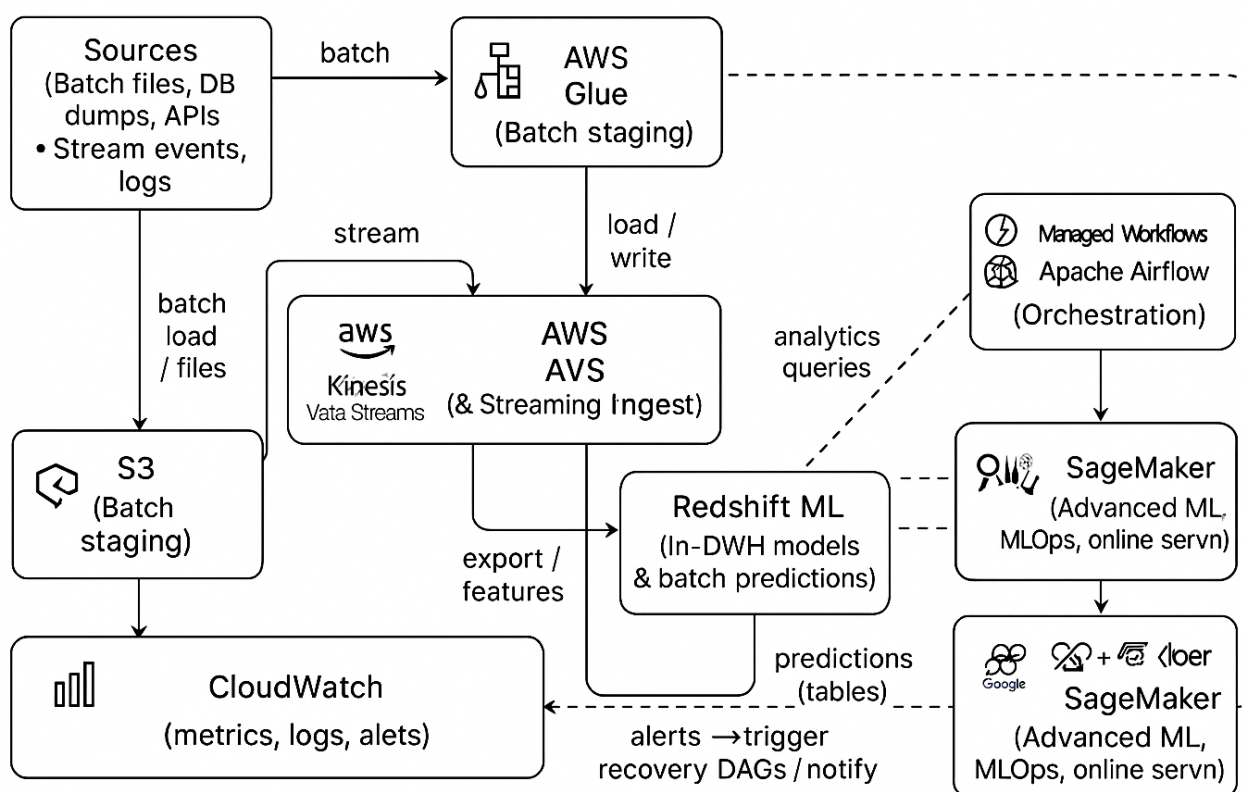 Sources
(Batch files, DB
dumps, APIs
• Stream events,
logs
batch
AWS
Glue
(Batch staging)
stream
load /
write
batch
load
/ files
Managed Workflows
Apache Airflow
(Orchestration)
aws
Kinesis
Vata Streams
AWS
AVS
(& Streaming Ingest)
analytics
queries
S3
(Batch
staging)
export /
features
Redshift ML
(In-DWH models
& batch predictions)
SageMaker
(Advanced ML,
MLOps, online servn)
CloudWatch
(metrics, logs, alets)
predictions
(tables)
alerts →trigger
recovery DAGs / notify
Google
+
SageMaker
(Advanced ML,
MLOps, online servn)